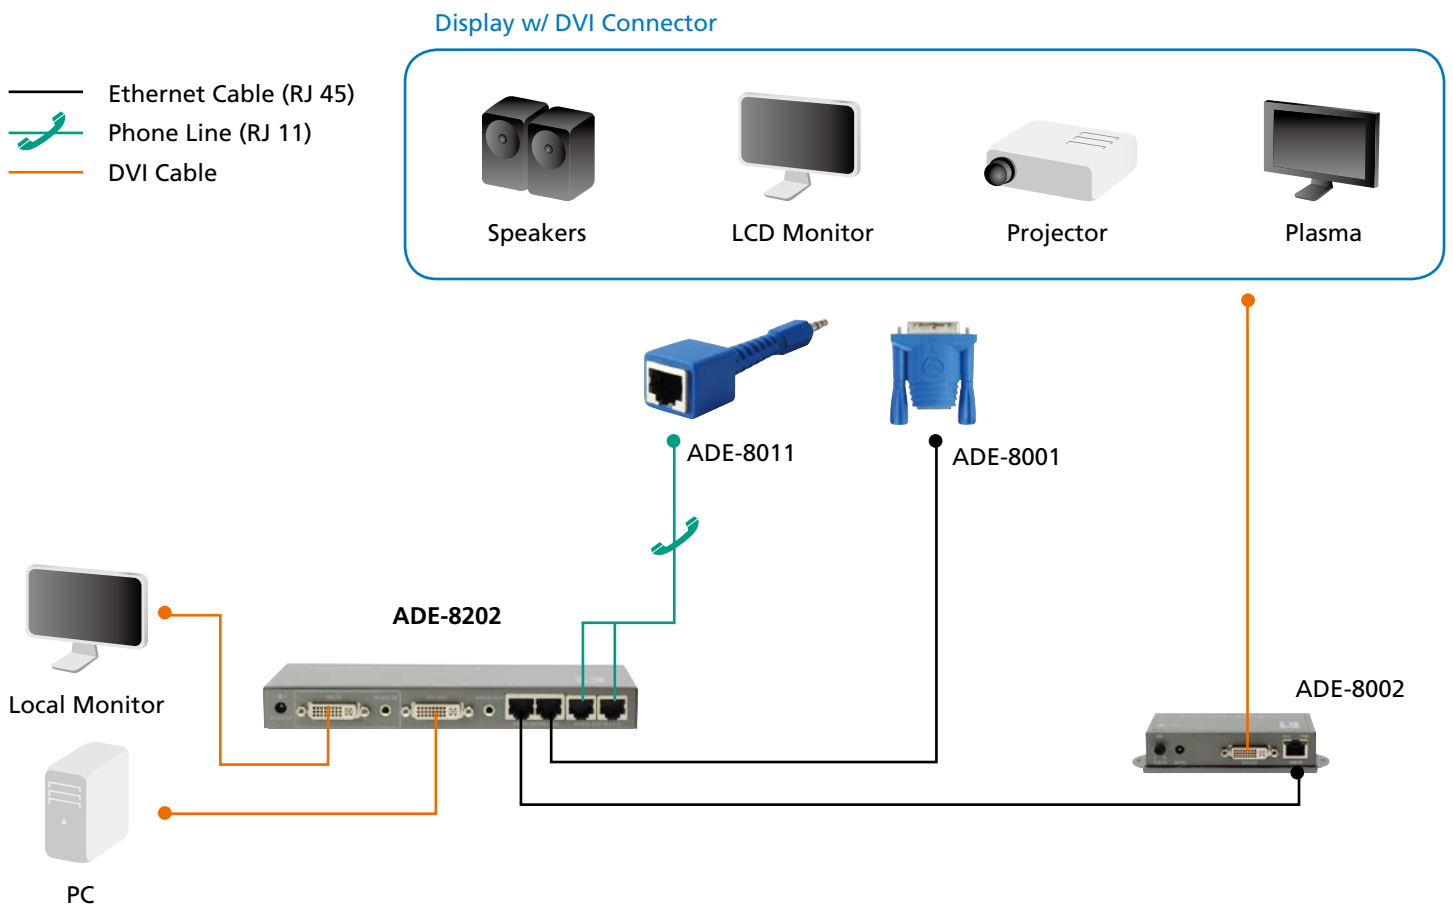 Display w/ DVI Connector
Ethernet Cable (RJ 45)
Phone Line (RJ 11)
DVI Cable
Speakers
LCD Monitor
Projector
Plasma
ADE-8011
ADE-8001
ADE-8202
ADE-8002
Local Monitor
PC